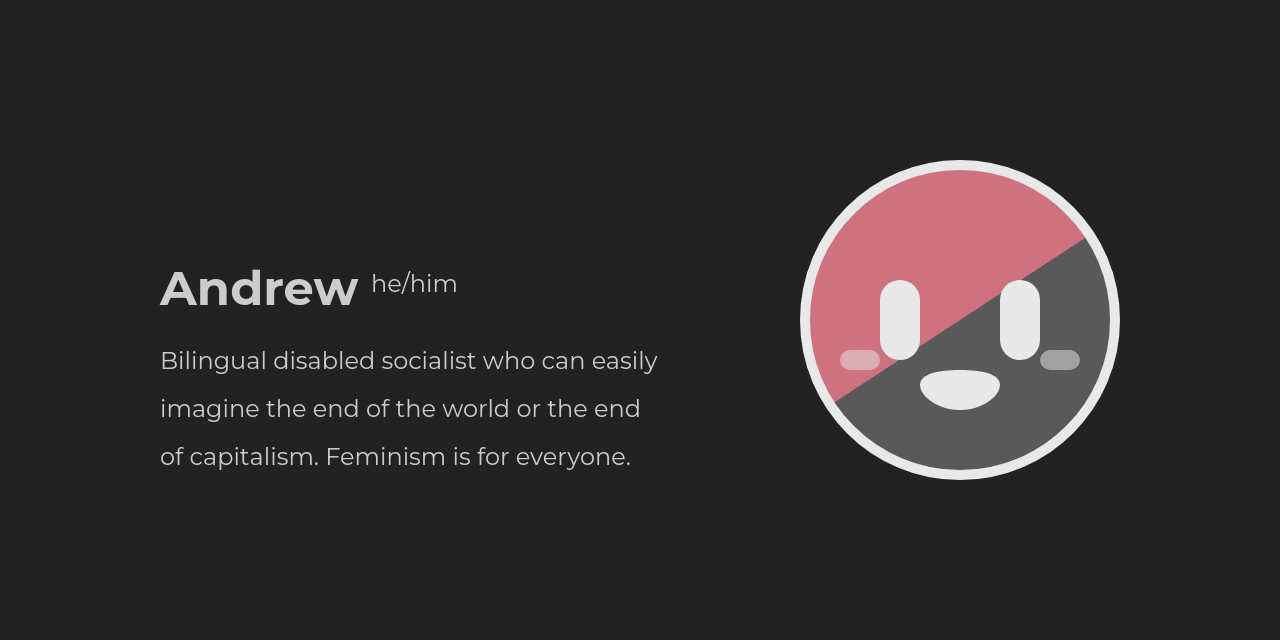 Andrew he/him
Bilingual disabled socialist who can easily
imagine the end of the world or the end
of capitalism. Feminism is for everyone.